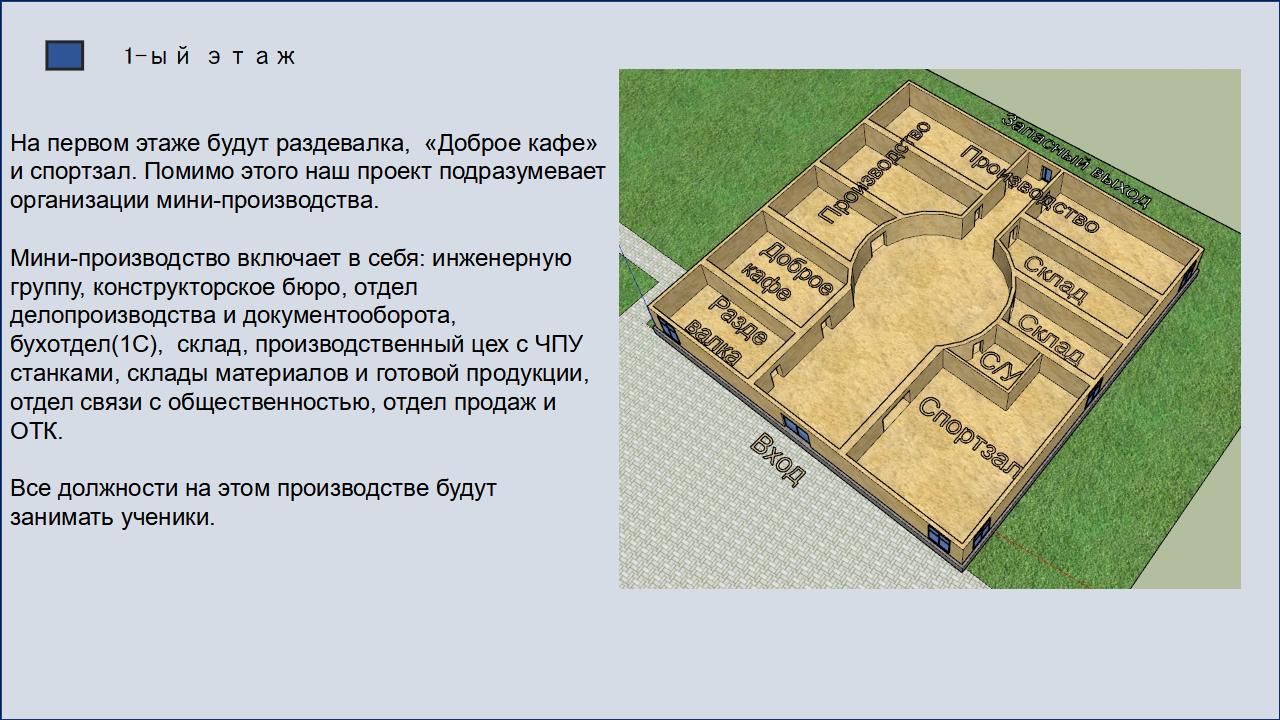 1-ый этаж
На первом этаже будут раздевалка, «Доброе кафе»
и спортзал. Помимо этого наш проект подразумевает
организации мини-производства.
Мини-производство включает в себя: инженерную
группу, конструкторское бюро, отдел
делопроизводства и документооборота,
бухотдел(1С), склад, производственный цех с ЧПУ
станками, склады материалов и готовой продукции,
отдел связи с общественностью, отдел продаж и
ОТК.
Все должности на этом производстве будут
занимать ученики.
Запасный выход
Производство
Производство
Доброе
кафе
Разде
валка
Склад
Склад
С/У
Спортзал
Вход